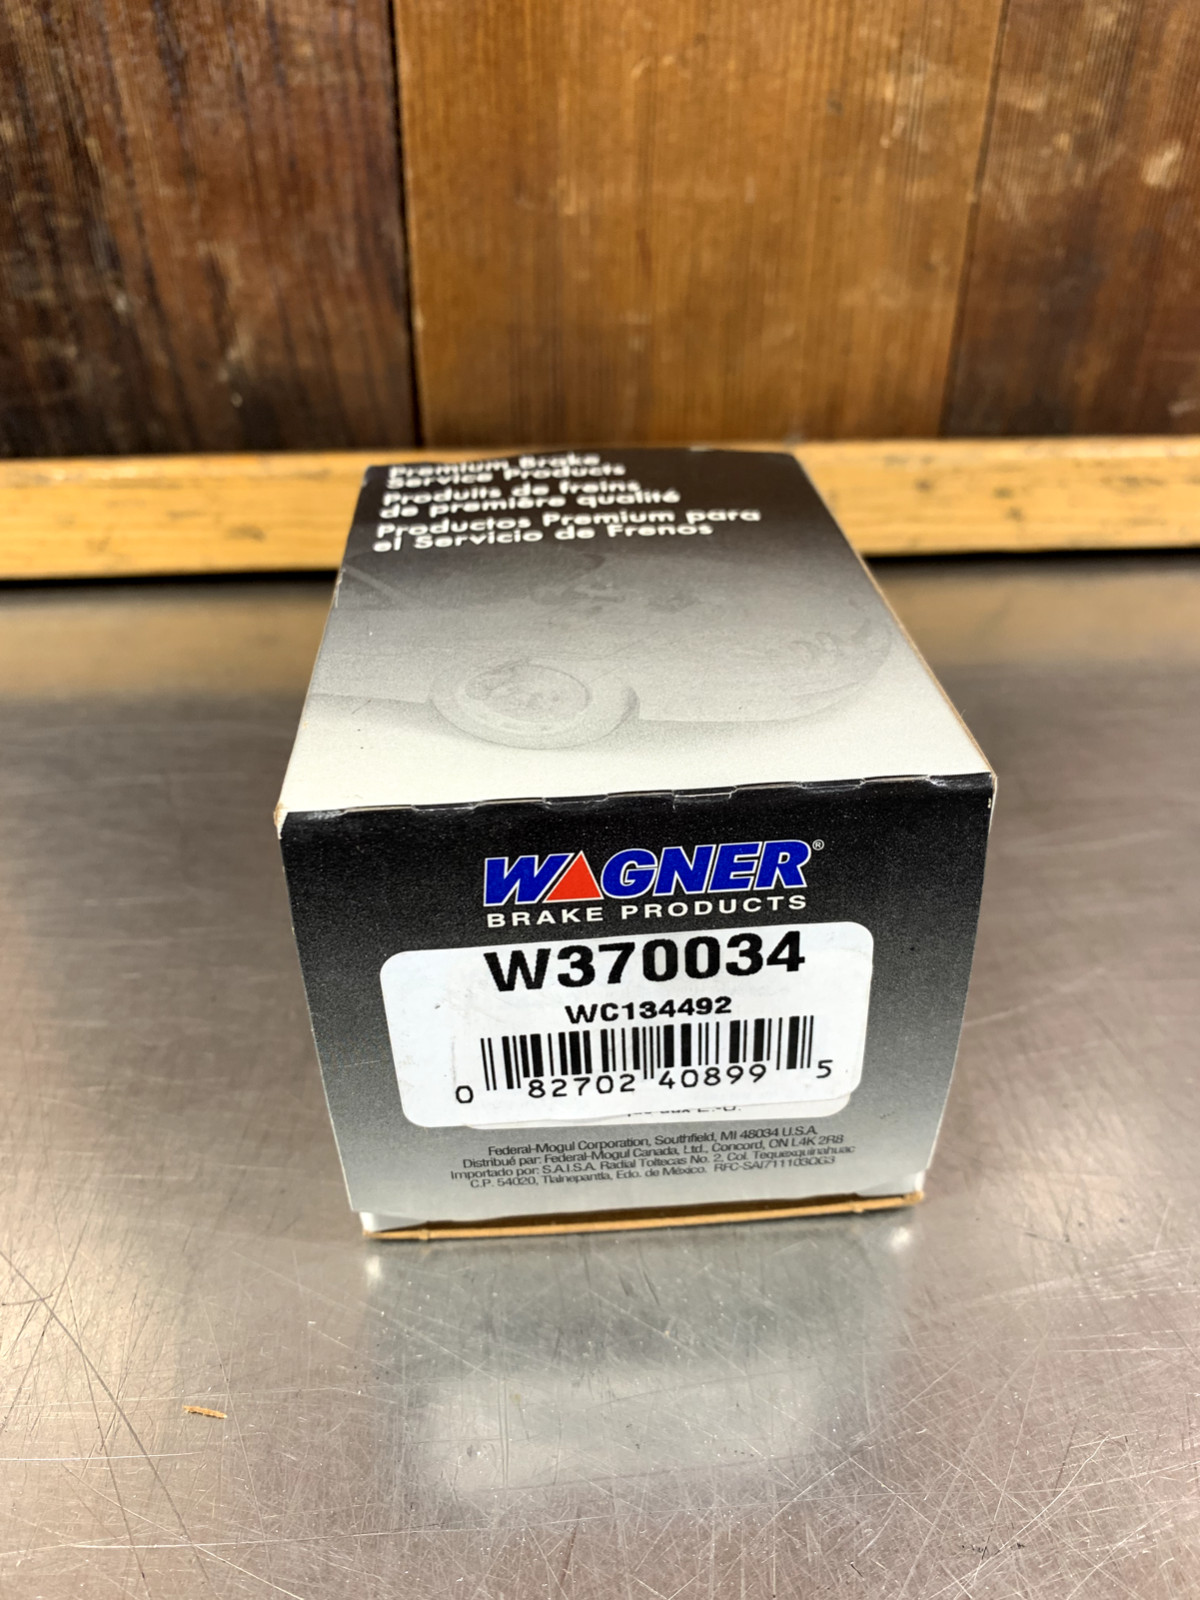 Premium Brake
Service Products
Produits de freins
de première qualité
Productos Premium para
el Servicio de Frenos
WAGNER®
BRAKE PRODUCTS
W370034
WC134492
0 82702 40899 5
Federal-Mogul Corporation, Southfield, MI 48034 U.S.A.
Distribué par: Federal-Mogul Canada, Ltd., Concord, ON L4K 2R8
Importado por: S.A.I.S.A. Radial Toltecas No. 2, Col. Tequexquinahuac
C.P. 54020, Tlalnepantla, Edo. de México. RFC-SAI711103QG3